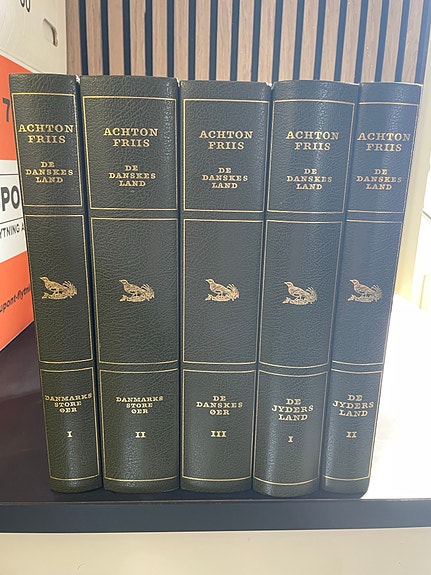 ACHTON
FRIIS
DE
DANSKES
LAND
DANMARKS
STORE
ØER
I
ACHTON
FRIIS
DE
DANSKES
LAND
DANMARKS
STORE
ØER
II
ACHTON
FRIIS
DE
DANSKES
LAND
DE
DANSKES
ØER
III
ACHTON
FRIIS
DE
DANSKES
LAND
DE
JYDERS
LAND
I
ACHTON
FRIIS
DE
DANSKES
LAND
DE
JYDERS
LAND
II